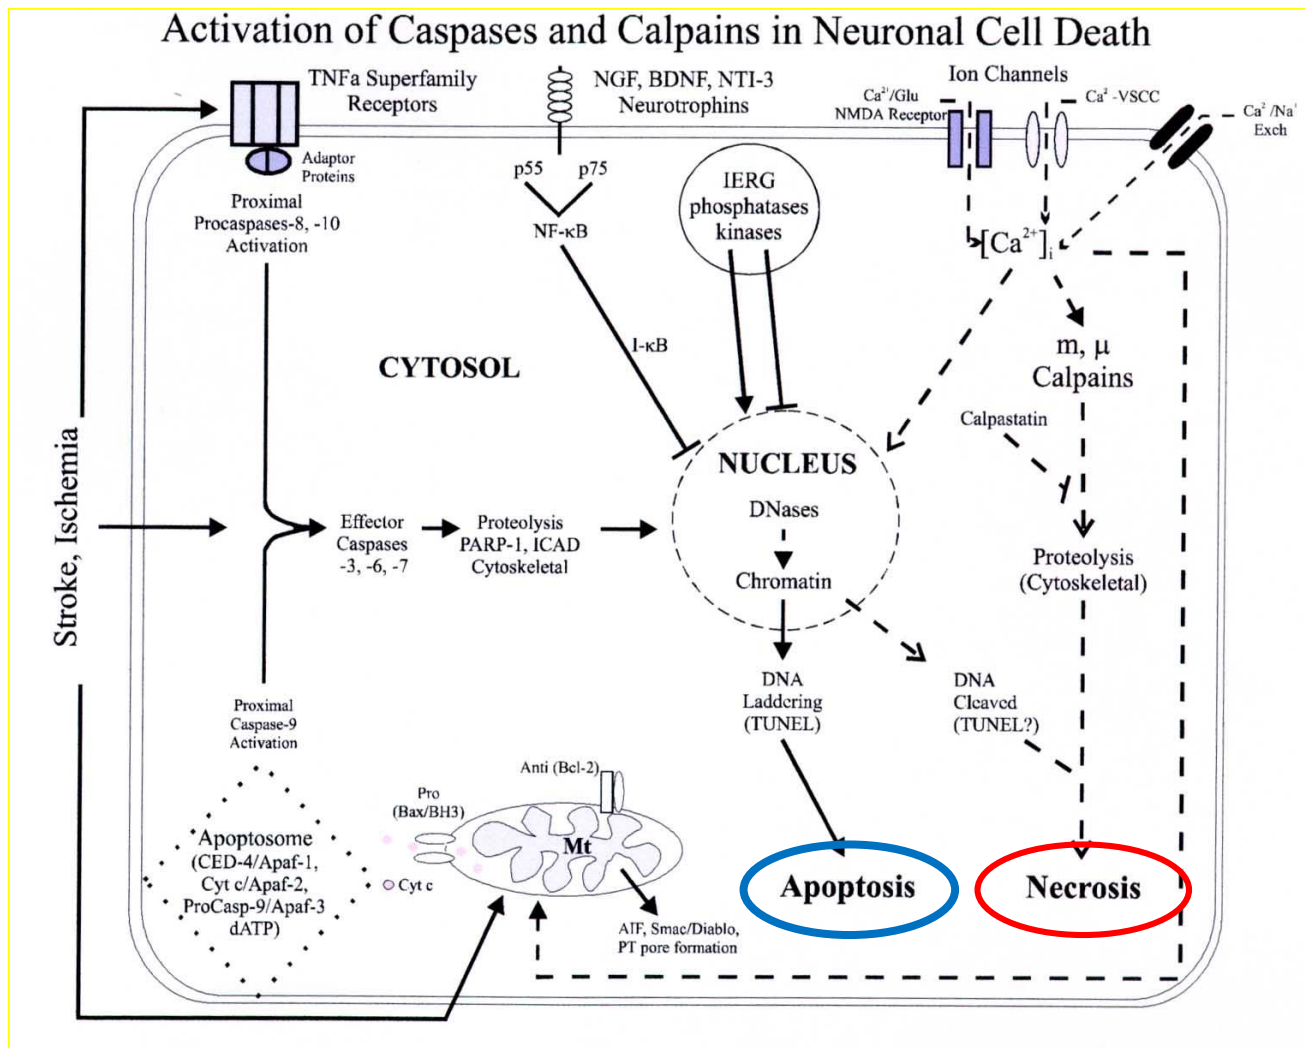 Activation of Caspases and Calpains in Neuronal Cell Death
TNFa Superfamily
Receptors
NGF, BDNF, NTI-3
Neurotrophins
Ion Channels
Ca²⁺/Glu
NMDA Receptor
Ca² -VSCC
Ca² /Na⁺
Exch
Adaptor
Proteins
Proximal
Procaspases-8, -10
Activation
p55 p75
NF-κB
I-κB
IERG
phosphatases
kinases
[Ca²⁺]i
m, μ
Calpains
Calpastatin
Proteolysis
(Cytoskeletal)
CYTOSOL
Stroke, Ischemia
Effector
Caspases
-3, -6, -7
Proteolysis
PARP-1, ICAD
Cytoskeletal
NUCLEUS
DNases
Chromatin
DNA
Laddering
(TUNEL)
DNA
Cleaved
(TUNEL?)
Proximal
Caspase-9
Activation
Apoptosome
(CED-4/Apaf-1,
Cyt c/Apaf-2,
ProCasp-9/Apaf-3
dATP)
Pro
(Bax/BH3)
Anti (Bcl-2)
Cyt c
Mt
AIF, Smac/Diablo,
PT pore formation
Apoptosis
Necrosis